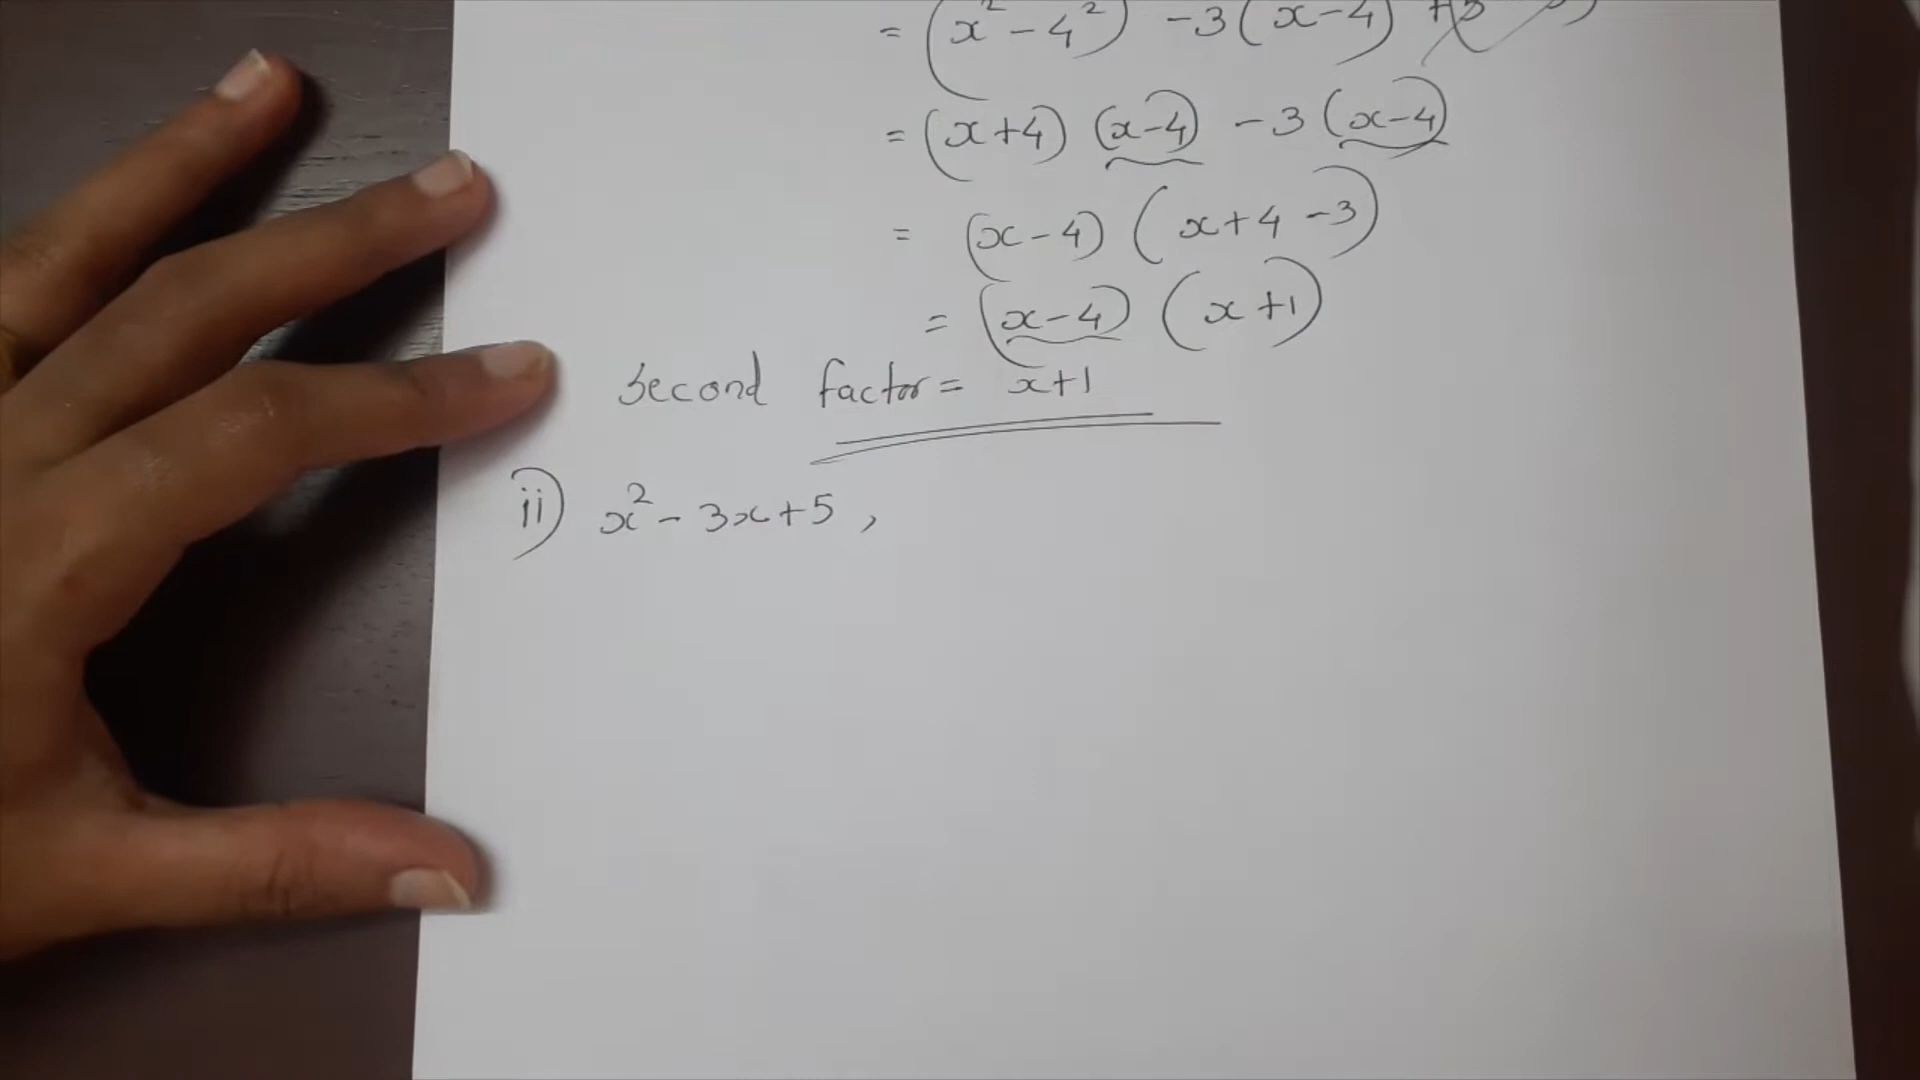 = (x² - 4²) - 3(x-4)
= (x+4) (x-4) - 3 (x-4)
= (x-4) (x+4-3)
= (x-4) (x+1)
Second factor = x+1
ii) x² - 3x + 5 ,